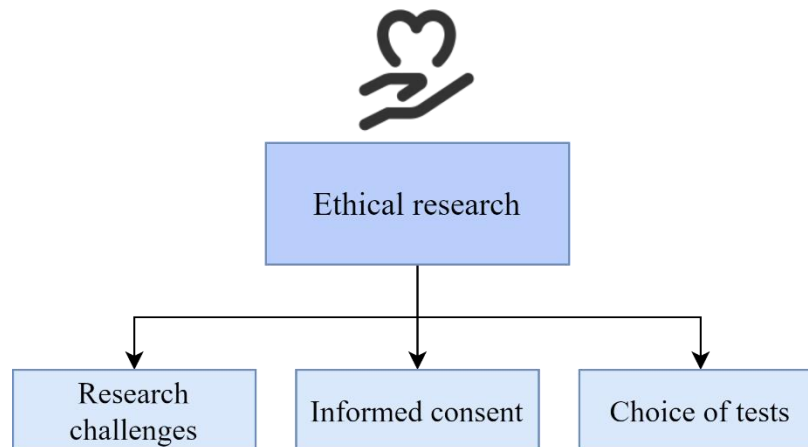 Ethical research
Research
challenges
Informed consent
Choice of tests